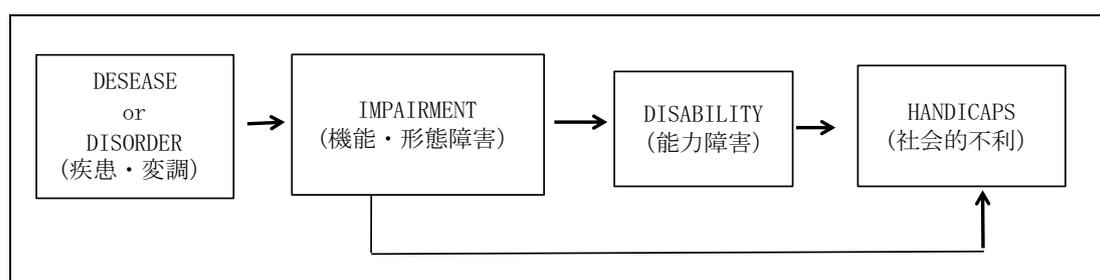 DESEASE
or
DISORDER
(疾患・変調)
IMPAIRMENT
(機能・形態障害)
DISABILITY
(能力障害)
HANDICAPS
(社会的不利)